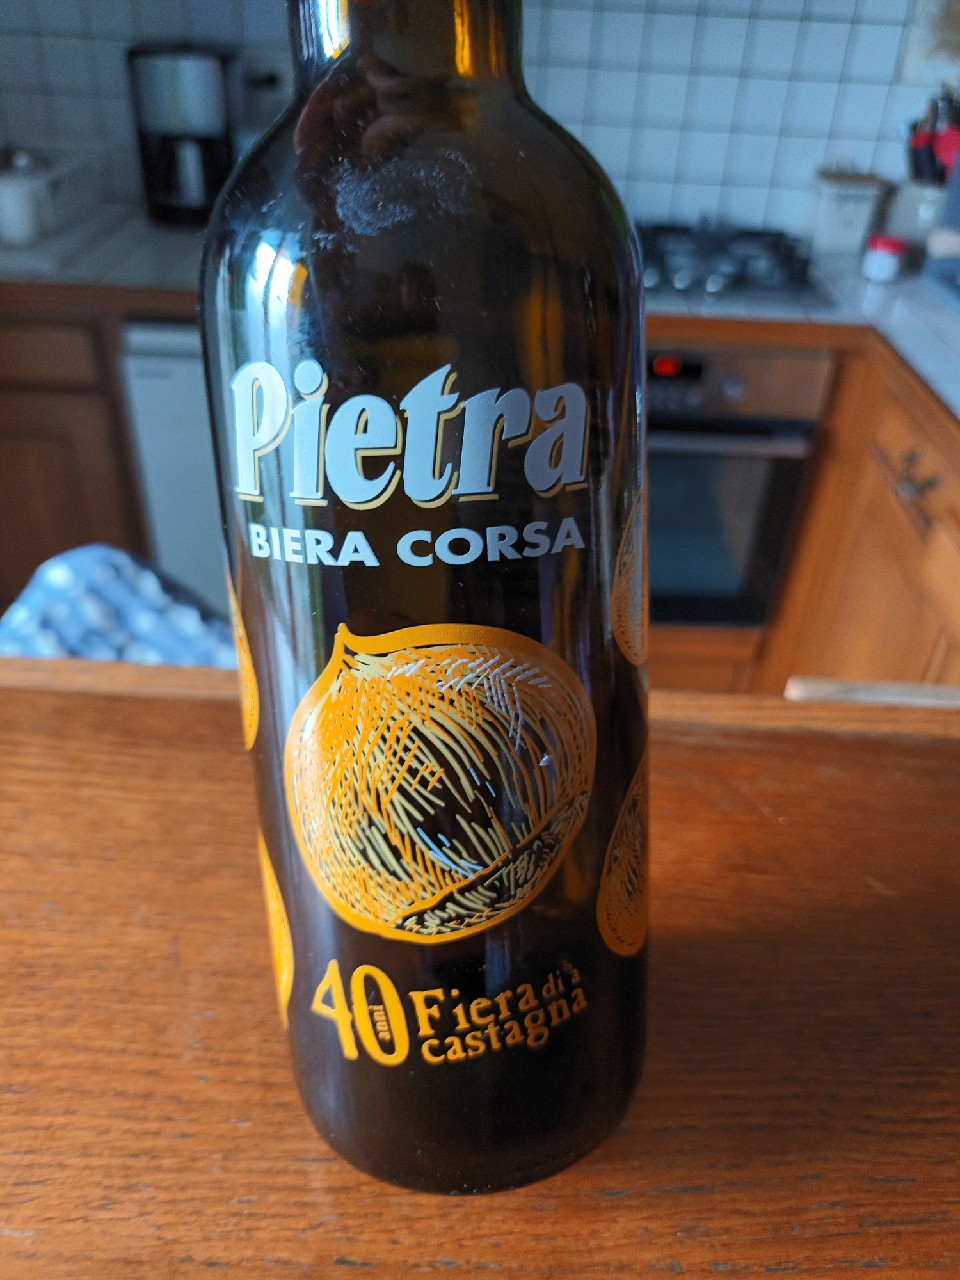 Pietra
BIERA CORSA
40 anni
Fiera di a
castagna